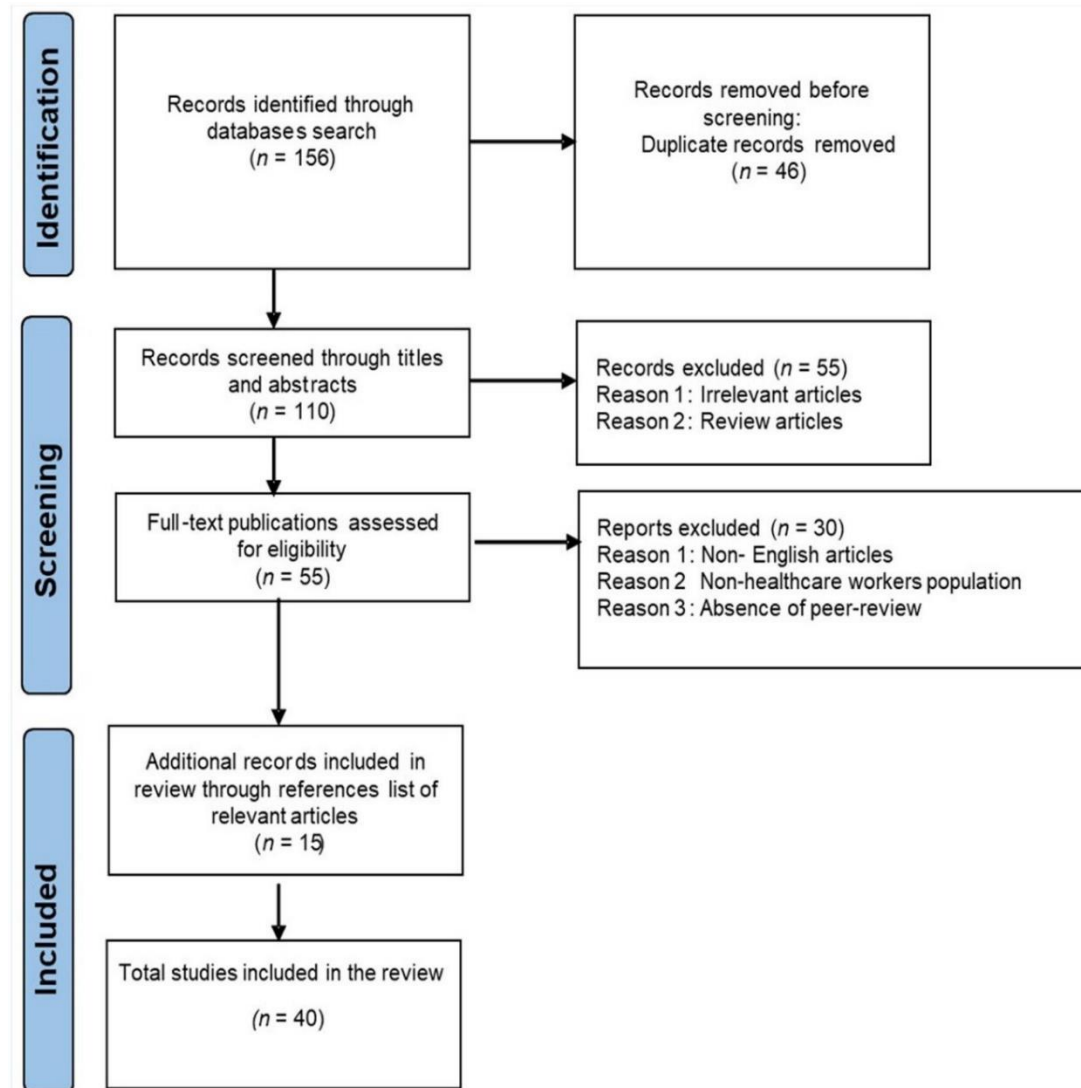 Identification
Records identified through
databases search
(n = 156)
Records removed before
screening:
Duplicate records removed
(n = 46)
Screening
Records screened through titles
and abstracts
(n = 110)
Records excluded (n = 55)
Reason 1: Irrelevant articles
Reason 2: Review articles
Full-text publications assessed
for eligibility
(n = 55)
Reports excluded (n = 30)
Reason 1: Non- English articles
Reason 2 Non-healthcare workers population
Reason 3: Absence of peer-review
Included
Additional records included in
review through references list of
relevant articles
(n = 15)
Total studies included in the review
(n = 40)